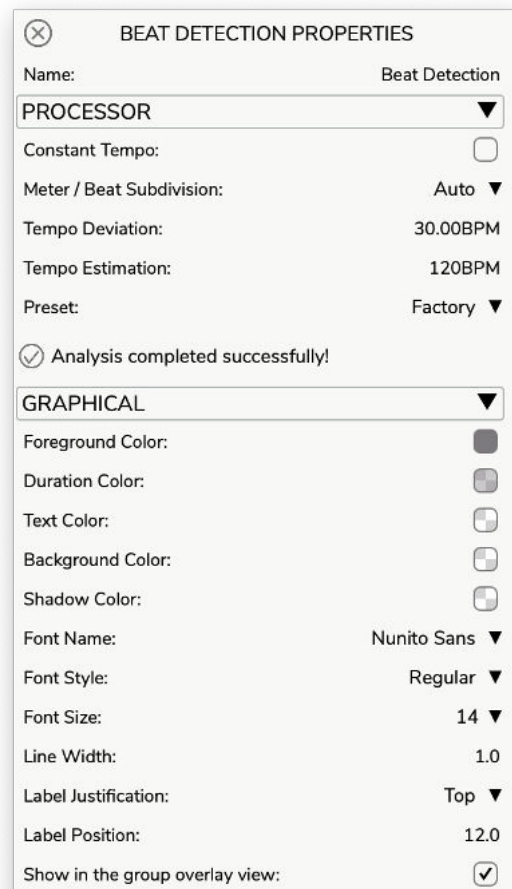 BEAT DETECTION PROPERTIES
Name: Beat Detection
PROCESSOR
Constant Tempo:
Meter / Beat Subdivision: Auto
Tempo Deviation: 30.00BPM
Tempo Estimation: 120BPM
Preset: Factory
Analysis completed successfully!
GRAPHICAL
Foreground Color:
Duration Color:
Text Color:
Background Color:
Shadow Color:
Font Name: Nunito Sans
Font Style: Regular
Font Size: 14
Line Width: 1.0
Label Justification: Top
Label Position: 12.0
Show in the group overlay view: